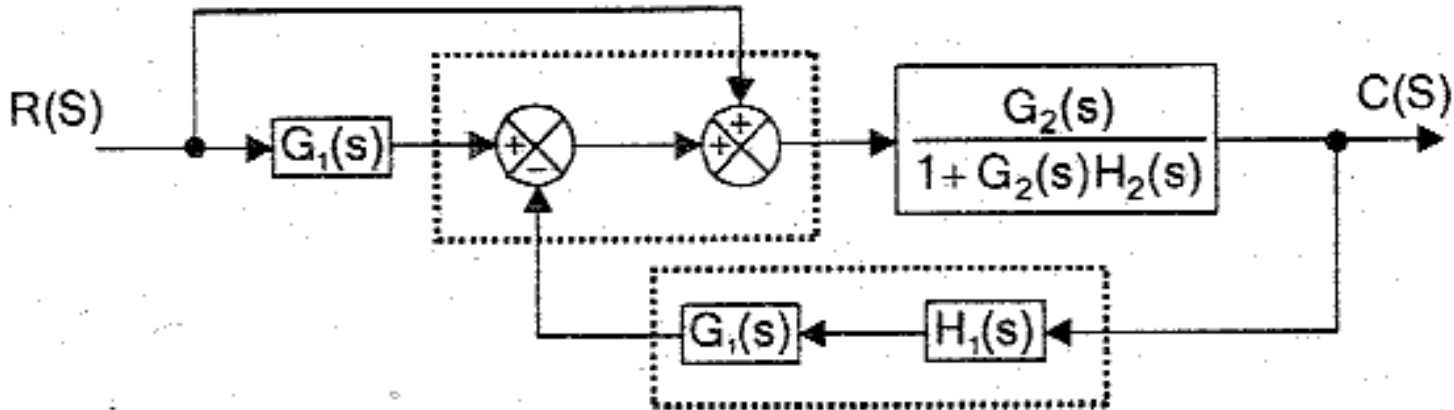 R(S)
G₁(s)
+
−
+
+
G₂(s)
1+G₂(s)H₂(s)
C(S)
G₁(s)
H₁(s)